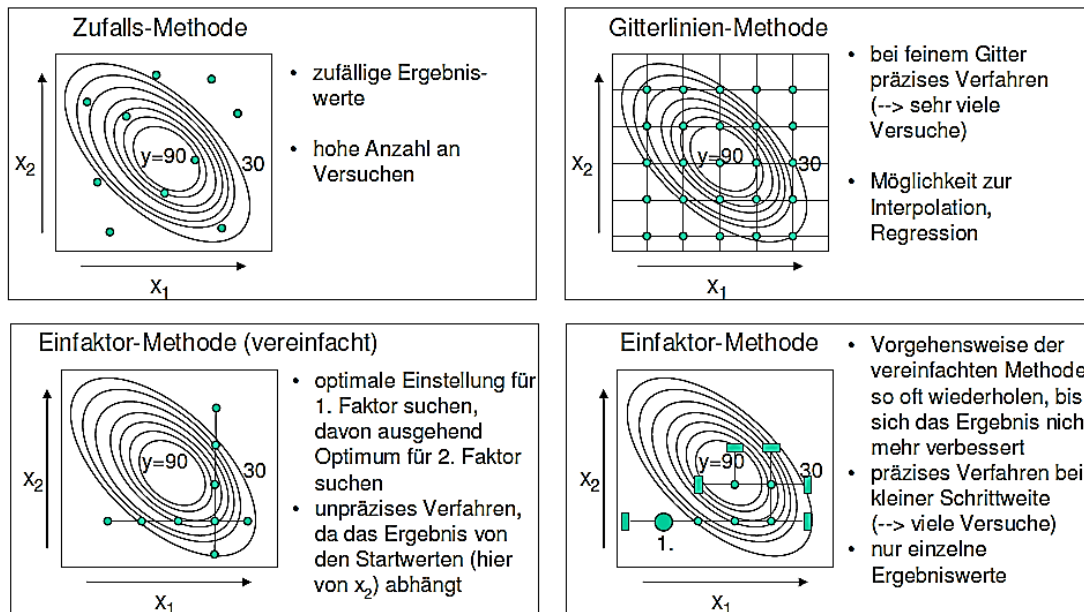 Zufalls-Methode
X2
y=90
30
X1
• zufällige Ergebnis-
werte
• hohe Anzahl an
Versuchen
Gitterlinien-Methode
X2
y=90
30
X1
• bei feinem Gitter
präzises Verfahren
(--> sehr viele
Versuche)
• Möglichkeit zur
Interpolation,
Regression
Einfaktor-Methode (vereinfacht)
X2
y=90
30
X1
• optimale Einstellung für
1. Faktor suchen,
davon ausgehend
Optimum für 2. Faktor
suchen
• unpräzises Verfahren,
da das Ergebnis von
den Startwerten (hier
von x2) abhängt
Einfaktor-Methode
X2
y=90
30
1.
X1
• Vorgehensweise der
vereinfachten Methode
so oft wiederholen, bis
sich das Ergebnis nich
mehr verbessert
• präzises Verfahren bei
kleiner Schrittweite
(--> viele Versuche)
• nur einzelne
Ergebniswerte